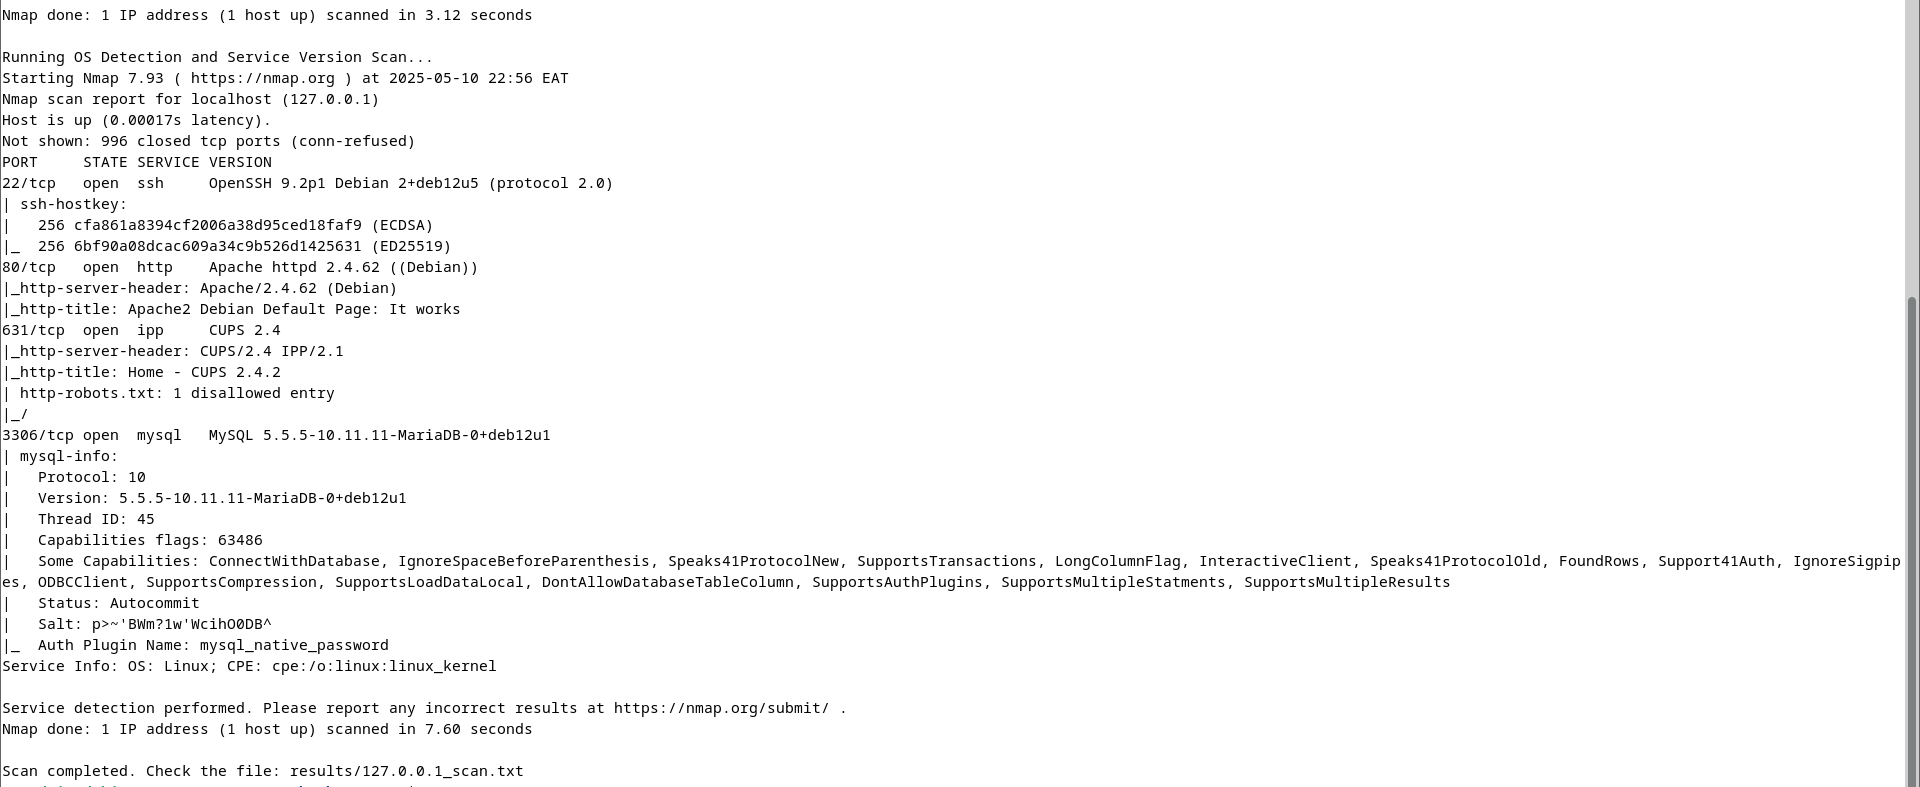 Nmap done: 1 IP address (1 host up) scanned in 3.12 seconds

Running OS Detection and Service Version Scan...
Starting Nmap 7.93 ( https://nmap.org ) at 2025-05-10 22:56 EAT
Nmap scan report for localhost (127.0.0.1)
Host is up (0.00017s latency).
Not shown: 996 closed tcp ports (conn-refused)
PORT     STATE SERVICE VERSION
22/tcp   open  ssh     OpenSSH 9.2p1 Debian 2+deb12u5 (protocol 2.0)
| ssh-hostkey:
|   256 cfa861a8394cf2006a38d95ced18faf9 (ECDSA)
|_  256 6bf90a08dcac609a34c9b526d1425631 (ED25519)
80/tcp   open  http    Apache httpd 2.4.62 ((Debian))
|_http-server-header: Apache/2.4.62 (Debian)
|_http-title: Apache2 Debian Default Page: It works
631/tcp  open  ipp     CUPS 2.4
|_http-server-header: CUPS/2.4 IPP/2.1
|_http-title: Home - CUPS 2.4.2
| http-robots.txt: 1 disallowed entry
|_/
3306/tcp open  mysql   MySQL 5.5.5-10.11.11-MariaDB-0+deb12u1
| mysql-info:
|   Protocol: 10
|   Version: 5.5.5-10.11.11-MariaDB-0+deb12u1
|   Thread ID: 45
|   Capabilities flags: 63486
|   Some Capabilities: ConnectWithDatabase, IgnoreSpaceBeforeParenthesis, Speaks41ProtocolNew, SupportsTransactions, LongColumnFlag, InteractiveClient, Speaks41ProtocolOld, FoundRows, Support41Auth, IgnoreSigpip
es, ODBCClient, SupportsCompression, SupportsLoadDataLocal, DontAllowDatabaseTableColumn, SupportsAuthPlugins, SupportsMultipleStatments, SupportsMultipleResults
|   Status: Autocommit
|   Salt: p>~'BWm?1w'WcihO0DB^
|_  Auth Plugin Name: mysql_native_password
Service Info: OS: Linux; CPE: cpe:/o:linux:linux_kernel

Service detection performed. Please report any incorrect results at https://nmap.org/submit/ .
Nmap done: 1 IP address (1 host up) scanned in 7.60 seconds

Scan completed. Check the file: results/127.0.0.1_scan.txt